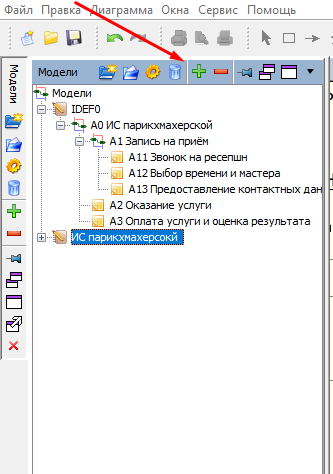 Файл Правка Диаграмма Окна Сервис Помощь
Модели
Модели
Модели
IDEF0
A0 ИС парикхмахерской
A1 Запись на приём
A11 Звонок на ресепшн
A12 Выбор времени и мастера
A13 Предоставление контактных дан
A2 Оказание услуги
A3 Оплата услуги и оценка результата
ИС парикхмахерсокй